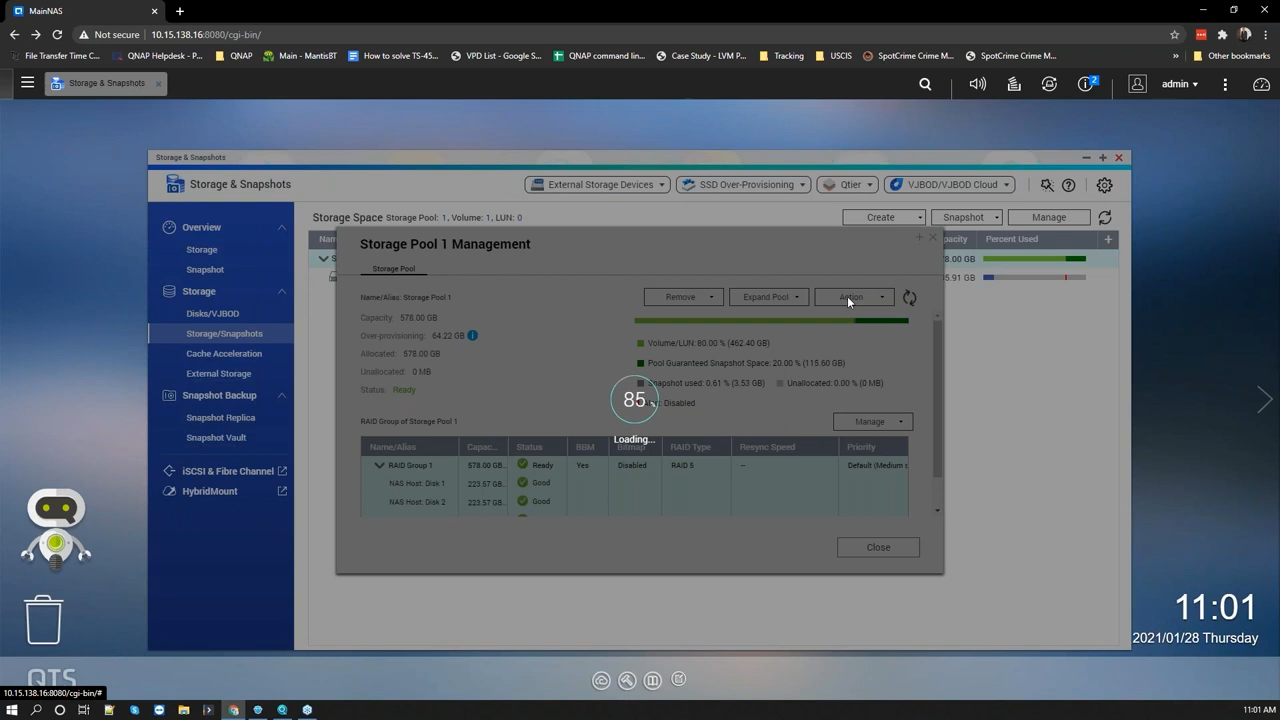 MainNAS
Not secure 10.15.138.16:8080/cgi-bin/
File Transfer Time C... QNAP Helpdesk - P... QNAP Main - MantisBT How to solve TS-45... VPD List - Google S... QNAP command lin... Case Study - LVM P... Tracking USCIS SpotCrime Crime M... SpotCrime Crime M... » Other bookmarks
Storage & Snapshots
2
admin
Storage & Snapshots
Storage & Snapshots
External Storage Devices
SSD Over-Provisioning
Qtier
VJBOD/VJBOD Cloud
Overview
Storage
Snapshot
Storage
Disks/VJBOD
Storage/Snapshots
Cache Acceleration
External Storage
Snapshot Backup
Snapshot Replica
Snapshot Vault
iSCSI & Fibre Channel
HybridMount
Storage Space Storage Pool: 1, Volume: 1, LUN: 0
Create
Snapshot
Manage
Nam
pacity
Percent Used
S
78.00 GB
5.91 GB
Storage Pool 1 Management
Storage Pool
Name/Alias: Storage Pool 1
Remove
Expand Pool
Action
Capacity: 578.00 GB
Over-provisioning: 64.22 GB
Allocated: 578.00 GB
Unallocated: 0 MB
Status: Ready
Volume/LUN: 80.00 % (462.40 GB)
Pool Guaranteed Snapshot Space: 20.00 % (115.60 GB)
Snapshot used: 0.61 % (3.53 GB) Unallocated: 0.00 % (0 MB)
Disabled
85
Loading...
RAID Group of Storage Pool 1
Manage
Name/Alias Capac... Status BBM Bitmap RAID Type Resync Speed Priority
RAID Group 1 578.00 GB Ready Yes Disabled RAID 5 -- Default (Medium s
NAS Host: Disk 1 223.57 GB Good
NAS Host: Disk 2 223.57 GB Good
Close
11:01
2021/01/28 Thursday
QTS
10.15.138.16:8080/cgi-bin/#
11:01 AM